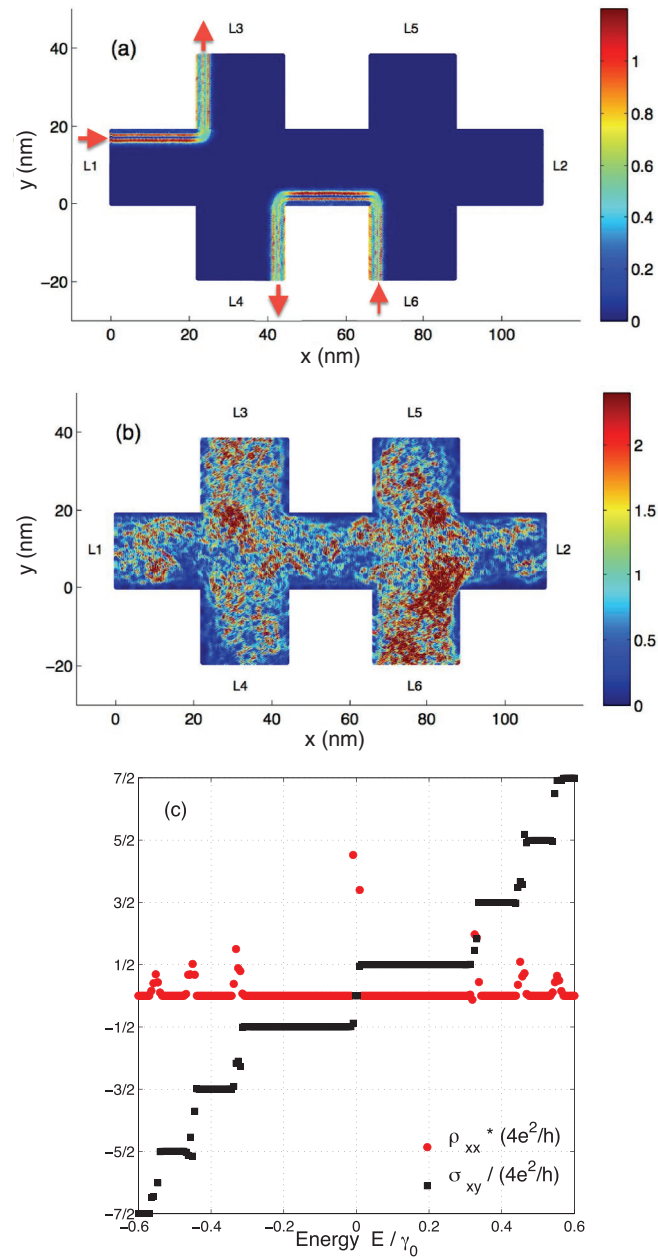 (a)
L3
L5
L1
L2
L4
L6
y (nm)
40
20
0
−20
0
20
40
60
80
100
x (nm)
1
0.8
0.6
0.4
0.2
0
(b)
L3
L5
L1
L2
L4
L6
y (nm)
40
20
0
−20
0
20
40
60
80
100
x (nm)
2
1.5
1
0.5
0
(c)
7/2
5/2
3/2
1/2
−1/2
−3/2
−5/2
−7/2
ρ xx * (4e²/h)
σ xy / (4e²/h)
−0.6
−0.4
−0.2
0
0.2
0.4
0.6
Energy E / γ₀